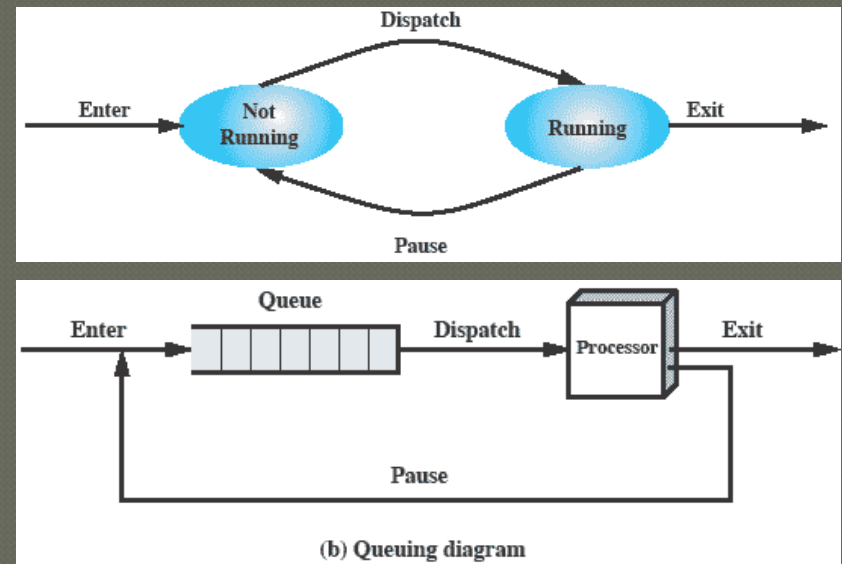 Dispatch
Enter
Not
Running
Running
Exit
Pause
Queue
Enter
Dispatch
Processor
Exit
Pause
(b) Queuing diagram